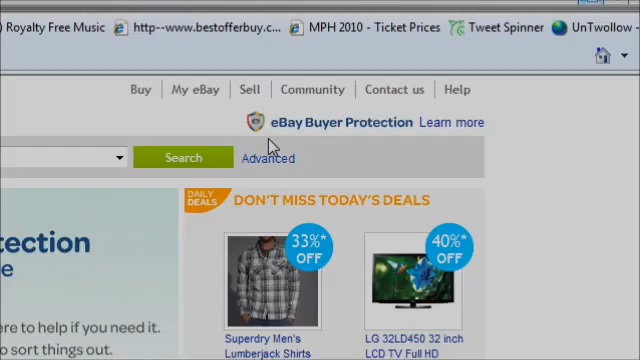 ) Royalty Free Music http--www.bestofferbuy.c... MPH 2010 - Ticket Prices Tweet Spinner UnTwollow -
Buy My eBay Sell Community Contact us Help
eBay Buyer Protection Learn more
Search Advanced
DAILY DEALS DON'T MISS TODAY'S DEALS
tection
e
33%* OFF 40%* OFF
ere to help if you need it.
o sort things out.
Superdry Men's
Lumberjack Shirts
LG 32LD450 32 inch
LCD TV Full HD